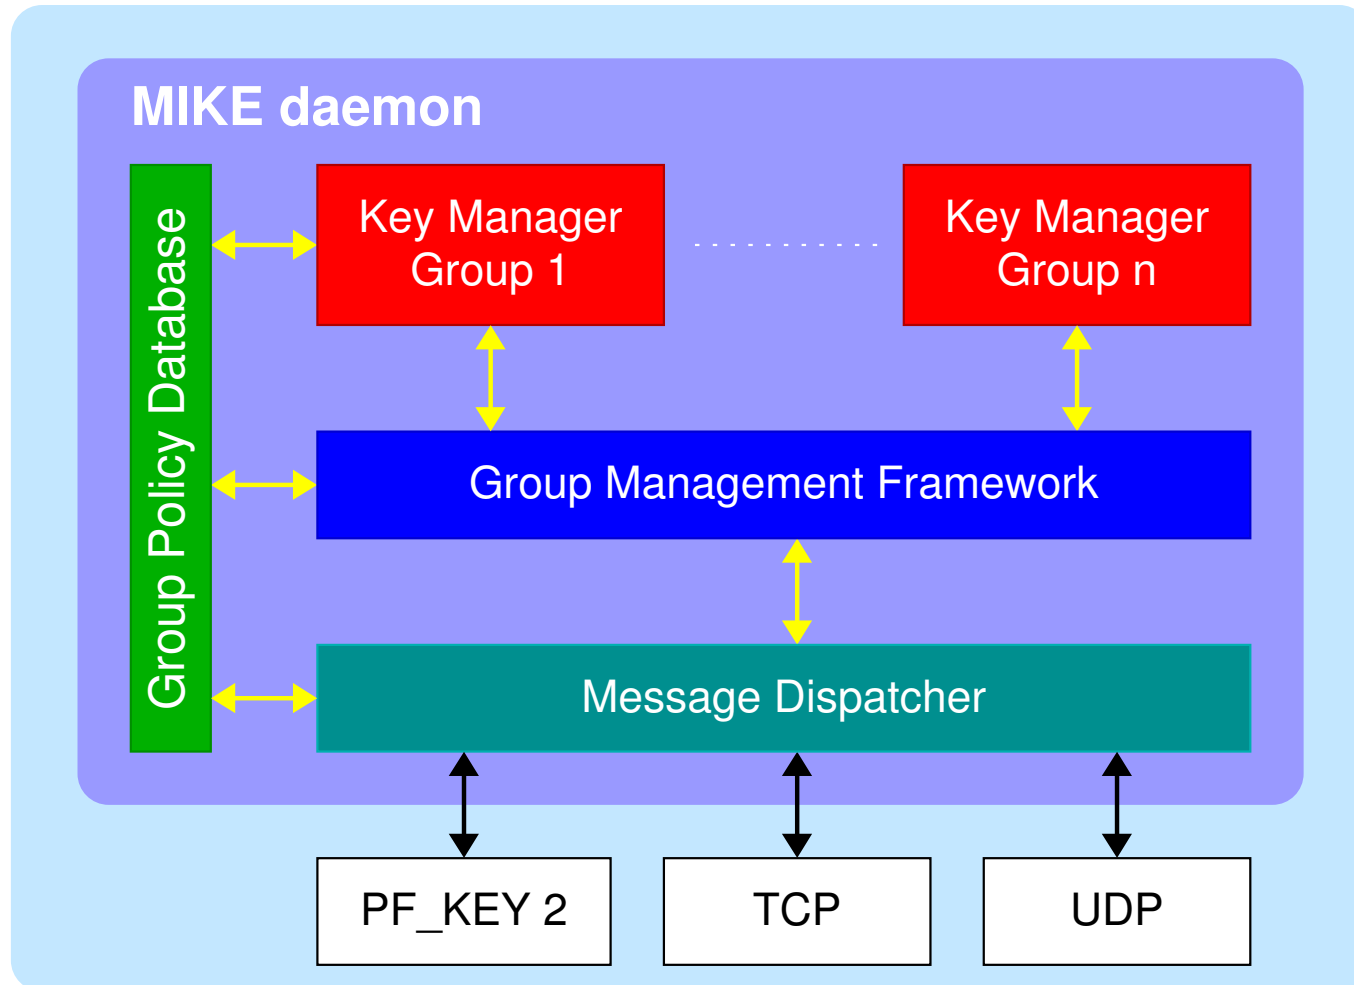 MIKE daemon
Group Policy Database
Key Manager
Group 1
Key Manager
Group n
Group Management Framework
Message Dispatcher
PF_KEY 2
TCP
UDP